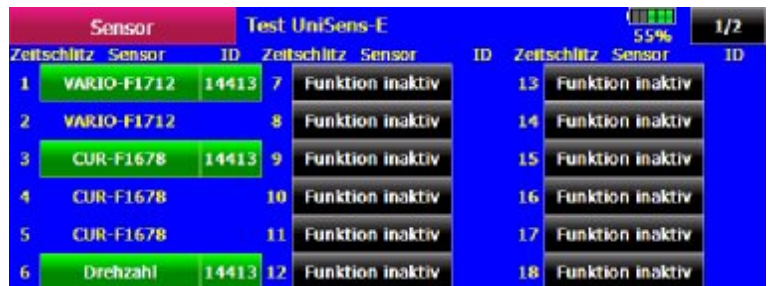 Sensor Test UniSens-E 55% 1/2
Zeitschlitz Sensor ID Zeitschlitz Sensor ID Zeitschlitz Sensor ID
1 VARIO-F1712 14413 7 Funktion inaktiv 13 Funktion inaktiv
2 VARIO-F1712 8 Funktion inaktiv 14 Funktion inaktiv
3 CUR-F1678 14413 9 Funktion inaktiv 15 Funktion inaktiv
4 CUR-F1678 10 Funktion inaktiv 16 Funktion inaktiv
5 CUR-F1678 11 Funktion inaktiv 17 Funktion inaktiv
6 Drehzahl 14413 12 Funktion inaktiv 18 Funktion inaktiv